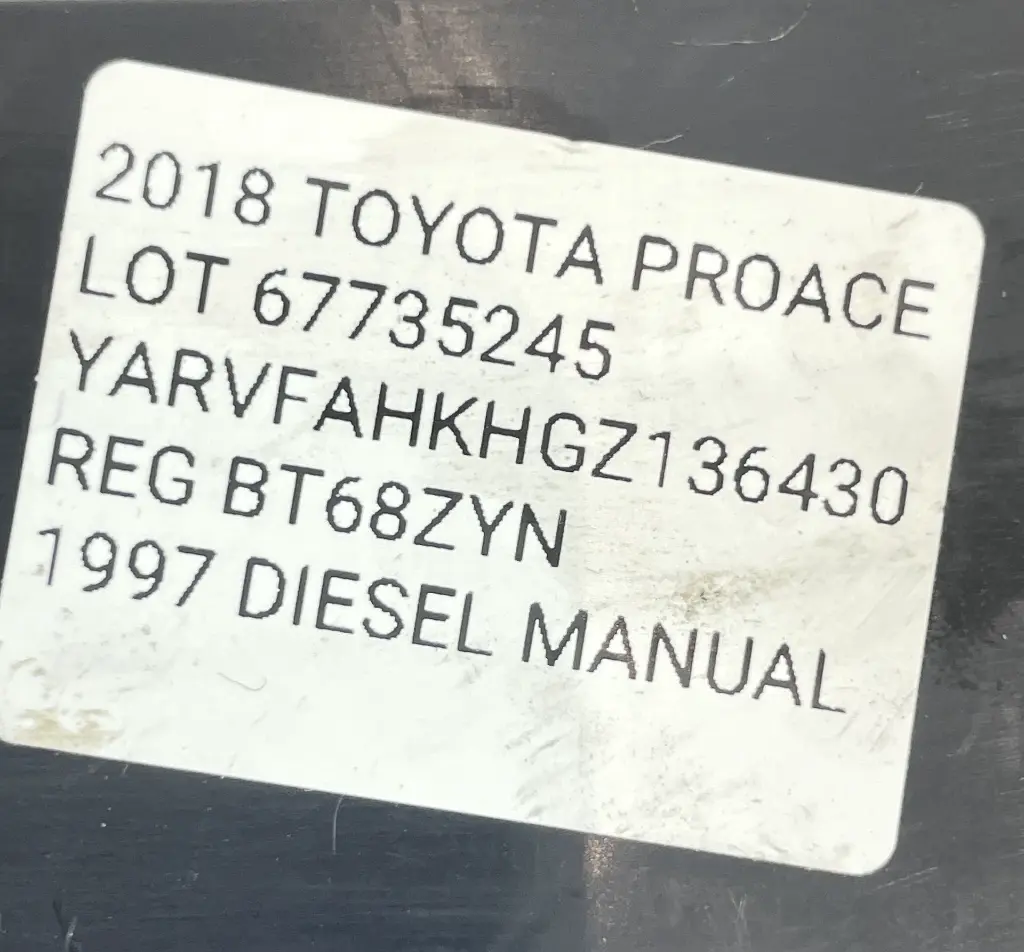 2018 TOYOTA PROACE
LOT 67735245
YARVFAHKHGZ136430
REG BT68ZYN
1997 DIESEL MANUAL